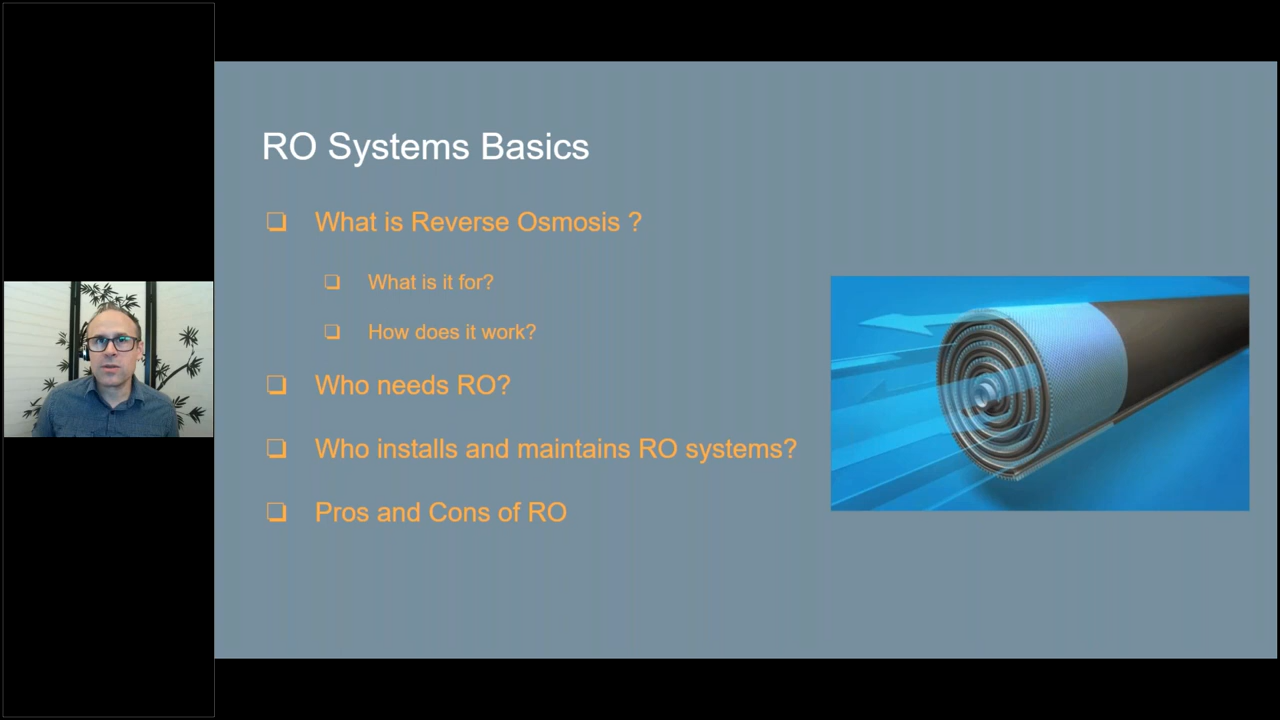 RO Systems Basics
❏ What is Reverse Osmosis ?
❏ What is it for?
❏ How does it work?
❏ Who needs RO?
❏ Who installs and maintains RO systems?
❏ Pros and Cons of RO